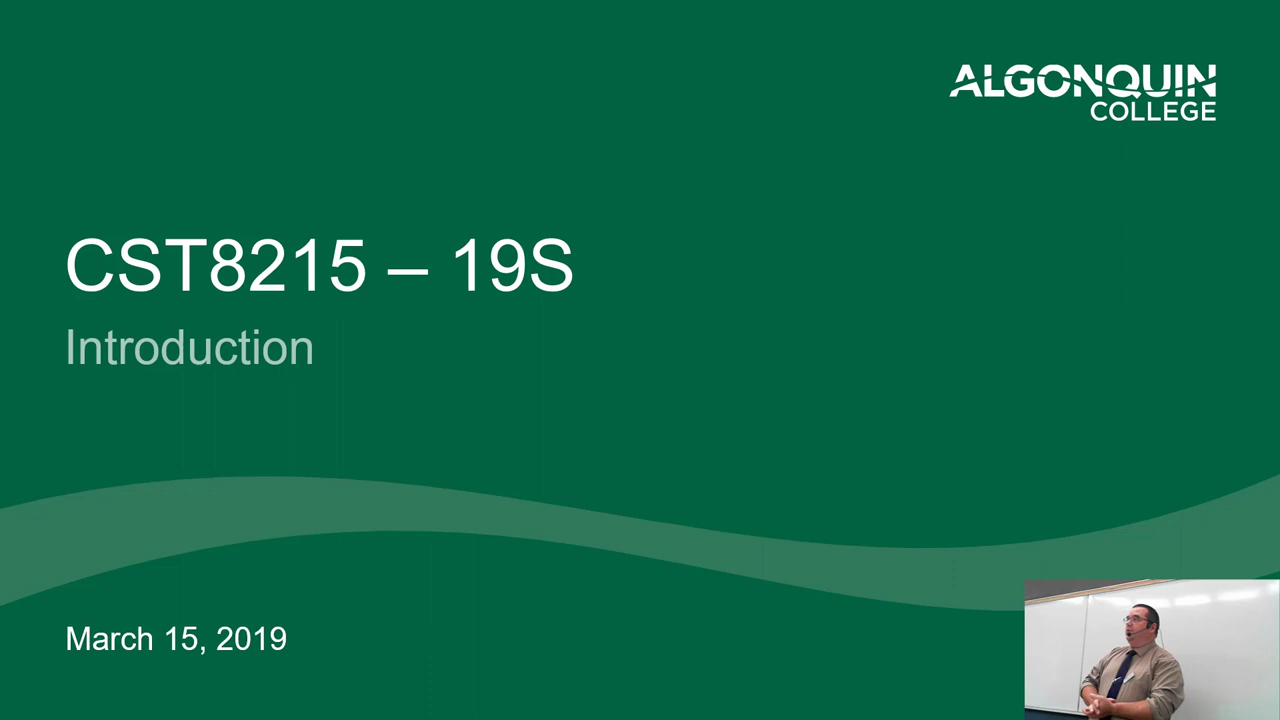 ALGONQUIN
COLLEGE
CST8215 – 19S
Introduction
March 15, 2019